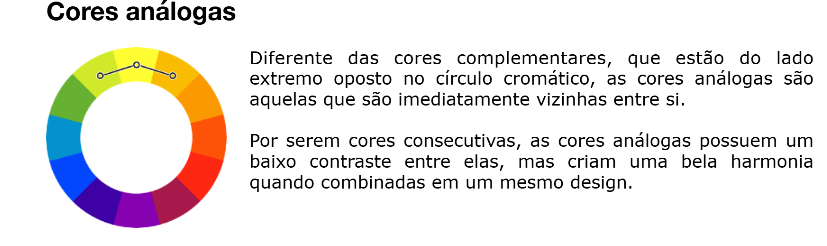 Cores análogas
Diferente das cores complementares, que estão do lado
extremo oposto no círculo cromático, as cores análogas são
aquelas que são imediatamente vizinhas entre si.
Por serem cores consecutivas, as cores análogas possuem um
baixo contraste entre elas, mas criam uma bela harmonia
quando combinadas em um mesmo design.